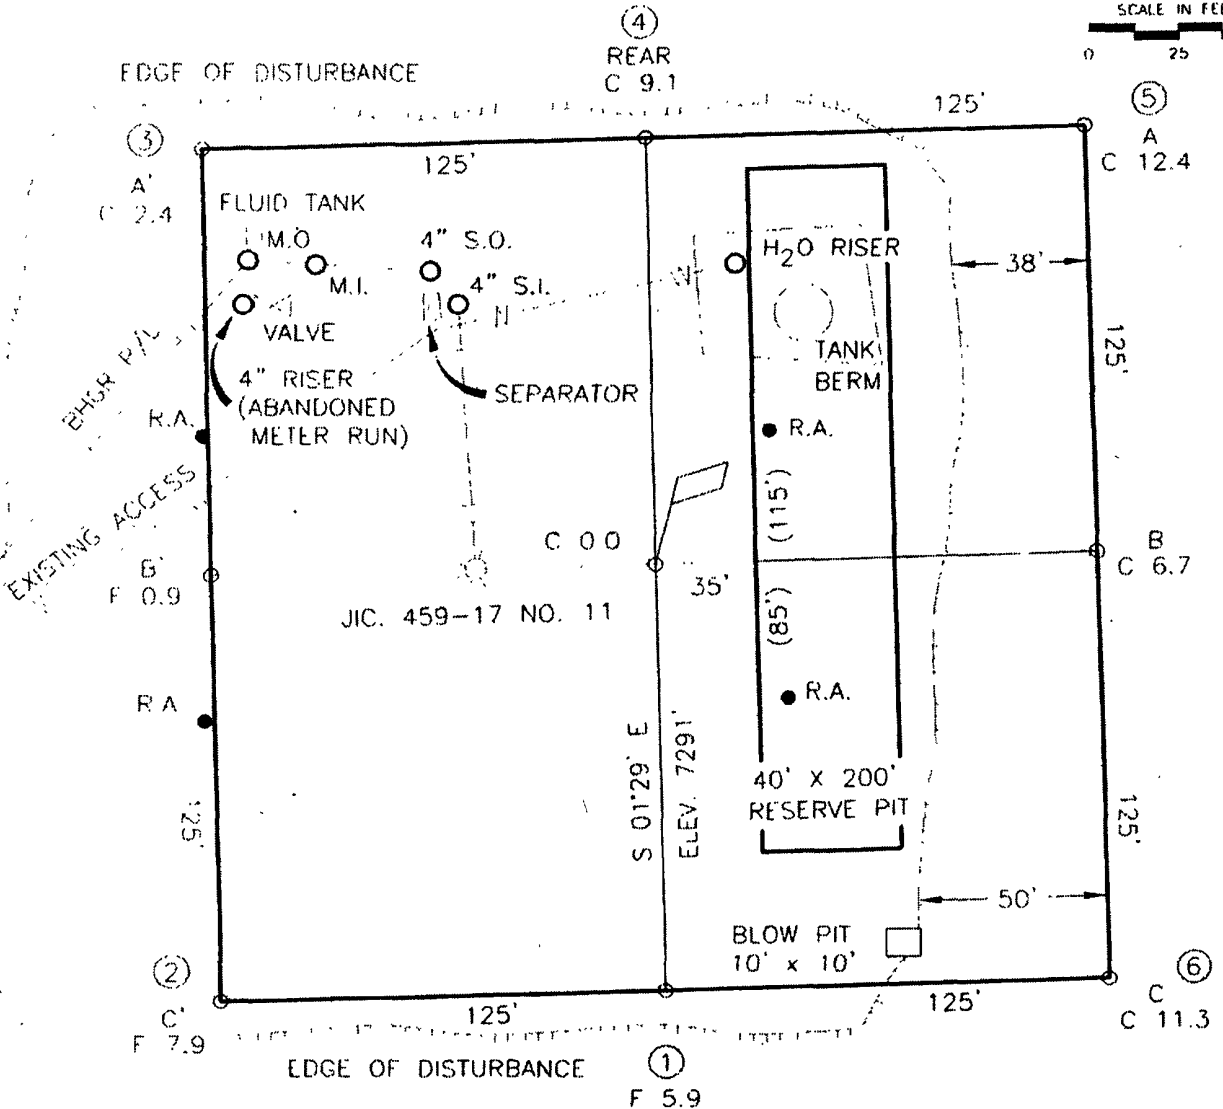 SCALE IN FEE
0 25
④
REAR
C 9.1
EDGE OF DISTURBANCE
125'
⑤
A
C 12.4
③
A'
C 2.4
125'
FLUID TANK
M.O
M.I.
4" S.O.
4" S.I.
H2O RISER
38'
VALVE
W
TANK
BERM
125'
BHGR P/L
4" RISER
(ABANDONED
METER RUN)
SEPARATOR
R.A.
R.A.
EXISTING ACCESS
(115')
C 0.0
B
C 6.7
B'
F 0.9
35'
(85')
JIC. 459-17 NO. 11
R.A
R.A.
S 01°29' E
ELEV. 7291'
40' X 200'
RESERVE PIT
125'
125'
50'
BLOW PIT
10' x 10'
②
C'
F 7.9
125'
125'
⑥
C
C 11.3
EDGE OF DISTURBANCE
①
F 5.9